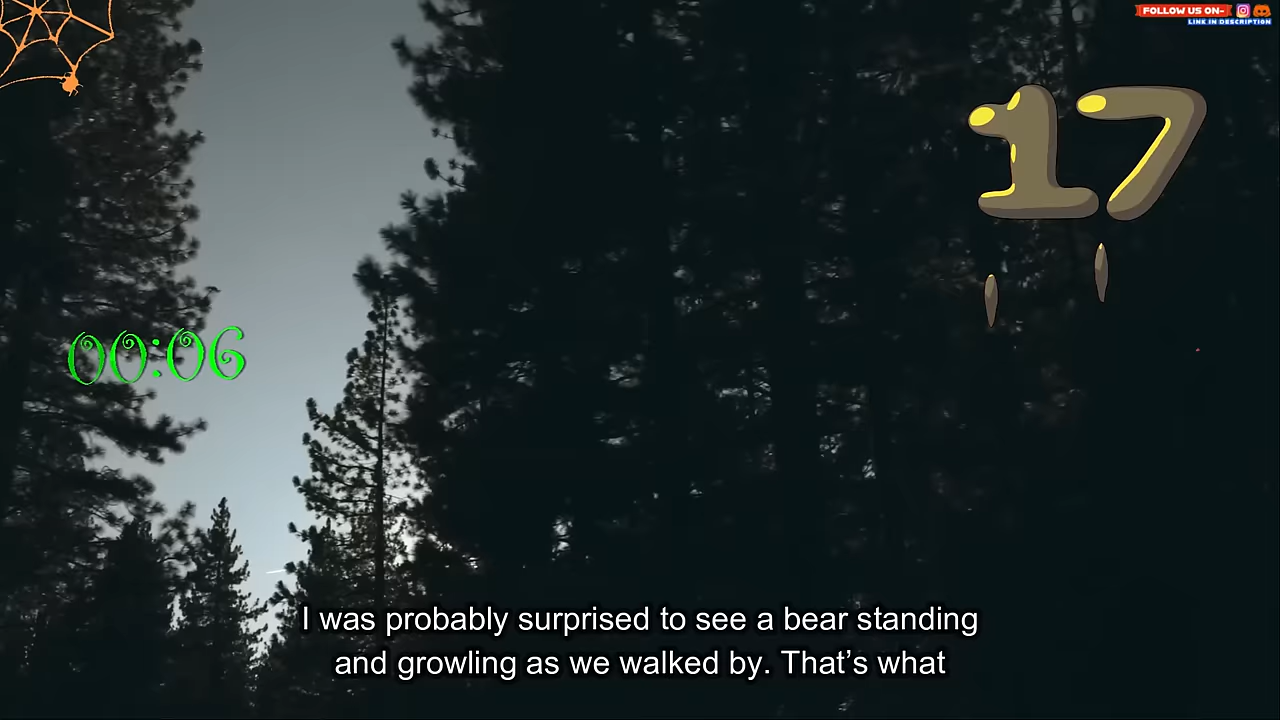 FOLLOW US ON-
LINK IN DESCRIPTION
17
00:06
I was probably surprised to see a bear standing
and growling as we walked by. That’s what